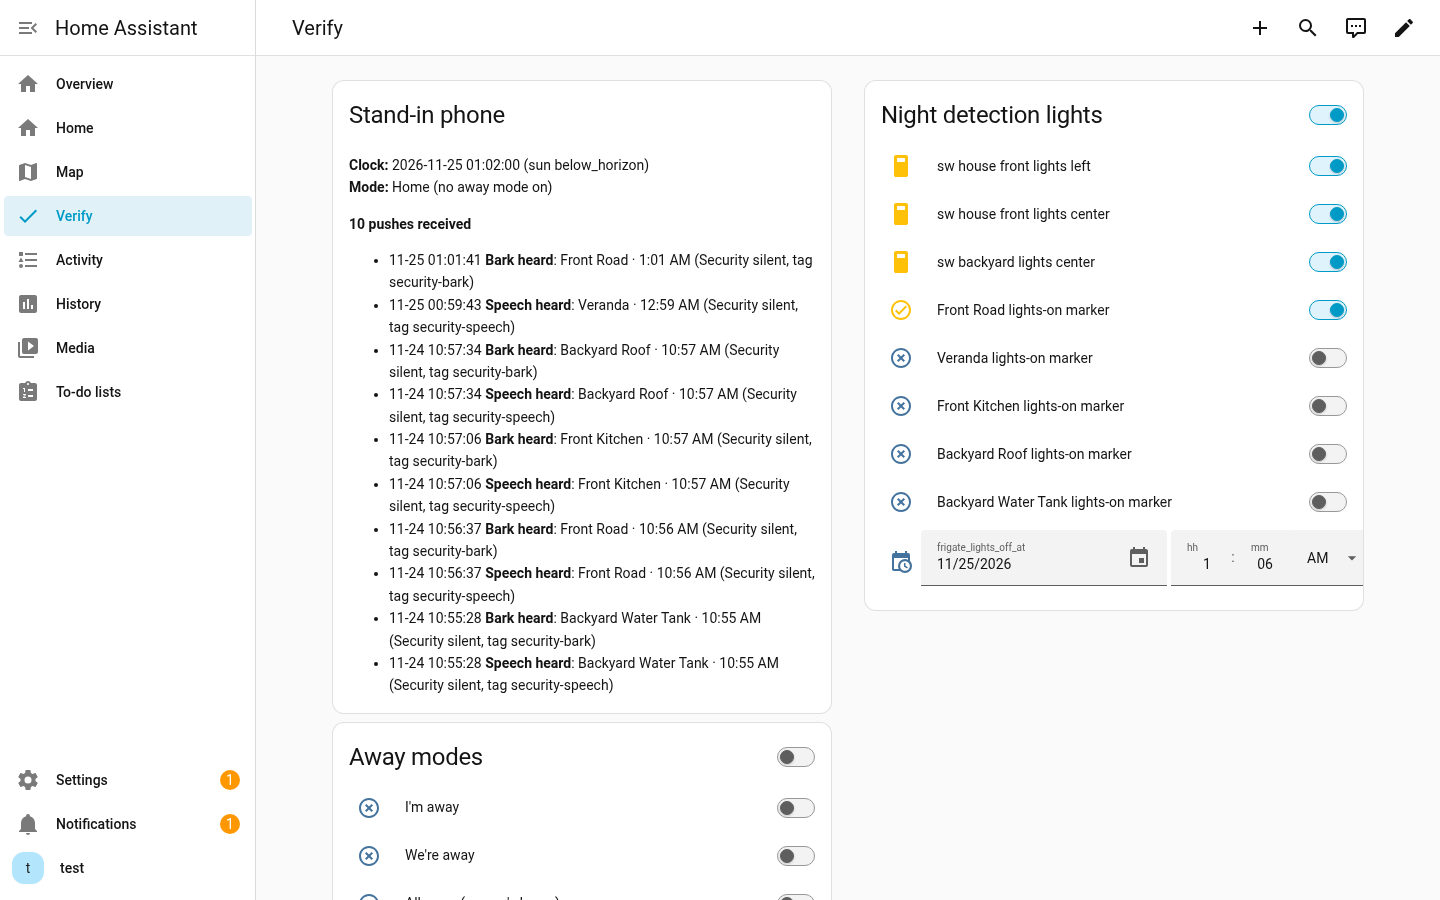 Home Assistant
Verify
Overview
Home
Map
Verify
Activity
History
Media
To-do lists
Settings
1
Notifications
1
t
test
Stand-in phone
Clock: 2026-11-25 01:02:00 (sun below_horizon)
Mode: Home (no away mode on)
10 pushes received
11-25 01:01:41 Bark heard: Front Road · 1:01 AM (Security silent, tag
security-bark)
11-25 00:59:43 Speech heard: Veranda · 12:59 AM (Security silent,
tag security-speech)
11-24 10:57:34 Bark heard: Backyard Roof · 10:57 AM (Security
silent, tag security-bark)
11-24 10:57:34 Speech heard: Backyard Roof · 10:57 AM (Security
silent, tag security-speech)
11-24 10:57:06 Bark heard: Front Kitchen · 10:57 AM (Security silent,
tag security-bark)
11-24 10:57:06 Speech heard: Front Kitchen · 10:57 AM (Security
silent, tag security-speech)
11-24 10:56:37 Bark heard: Front Road · 10:56 AM (Security silent,
tag security-bark)
11-24 10:56:37 Speech heard: Front Road · 10:56 AM (Security silent,
tag security-speech)
11-24 10:55:28 Bark heard: Backyard Water Tank · 10:55 AM
(Security silent, tag security-bark)
11-24 10:55:28 Speech heard: Backyard Water Tank · 10:55 AM
(Security silent, tag security-speech)
Away modes
I'm away
We're away
Night detection lights
sw house front lights left
sw house front lights center
sw backyard lights center
Front Road lights-on marker
Veranda lights-on marker
Front Kitchen lights-on marker
Backyard Roof lights-on marker
Backyard Water Tank lights-on marker
frigate_lights_off_at
11/25/2026
hh
1
:
mm
06
AM